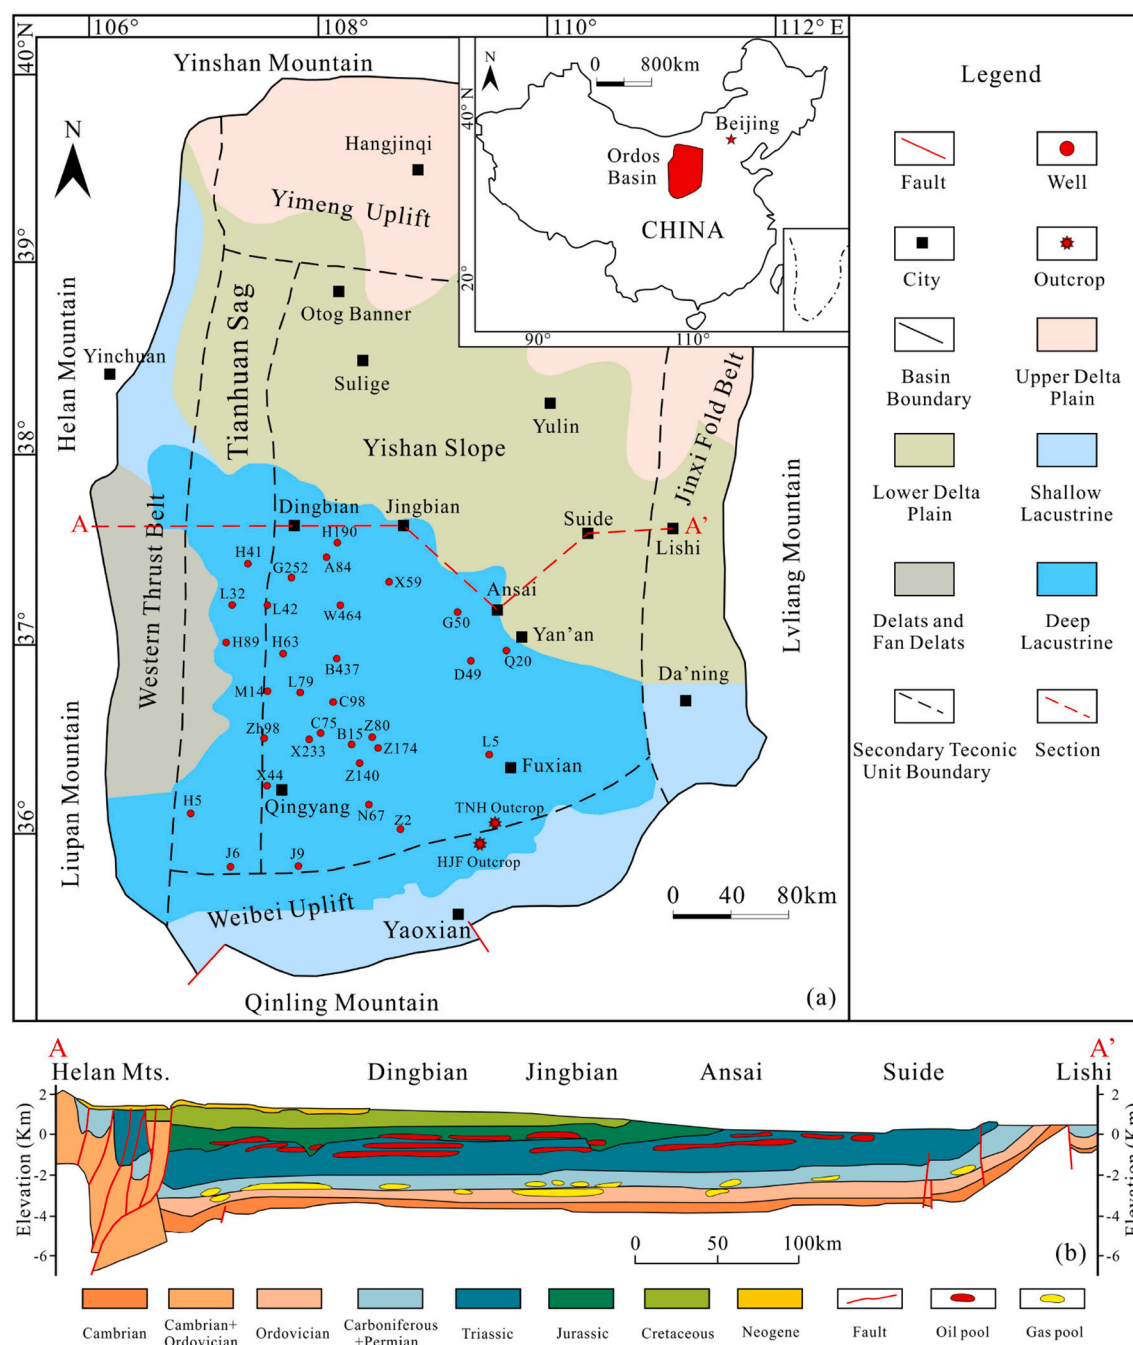 106°
108°
110°
112° E
40°N
39°
38°
37°
36°
Yinshan Mountain
N
Hangjinqi
Yimeng Uplift
Otog Banner
Tianhuan Sag
Helan Mountain
Yinchuan
Sulige
Yulin
Yishan Slope
Jinxi Fold Belt
N
0 800km
40° N
20°
90°
110°
Beijing
Ordos
Basin
CHINA
Western Thrust Belt
A
Dingbian
Jingbian
Suide
A’
Lishi
H190
H41
A84
G252
X59
Ansai
L32
L42
W464
G50
Yan’an
H89
H63
B437
D49
Q20
Da’ning
M14
L79
C98
Zh98
C75
Z80
X233
B15
Z174
L5
Z140
Fuxian
X44
Qingyang
H5
N67
TNH Outcrop
Z2
HJF Outcrop
J6
J9
Weibei Uplift
Yaoxian
Liupan Mountain
Lvliang Mountain
0 40 80km
Qinling Mountain
(a)
Legend
Fault
Well
City
Outcrop
Basin
Boundary
Upper Delta
Plain
Lower Delta
Plain
Shallow
Lacustrine
Delats and
Fan Delats
Deep
Lacustrine
Secondary Teconic
Unit Boundary
Section
A
A’
Helan Mts.
Dingbian
Jingbian
Ansai
Suide
Lishi
Elevation (Km)
2
0
-2
-4
-6
2
0
-2
-4
-6
Elevation (Km)
0 50 100km
(b)
Cambrian
Cambrian+
Ordovician
Ordovician
Carboniferous
+Permian
Triassic
Jurassic
Cretaceous
Neogene
Fault
Oil pool
Gas pool